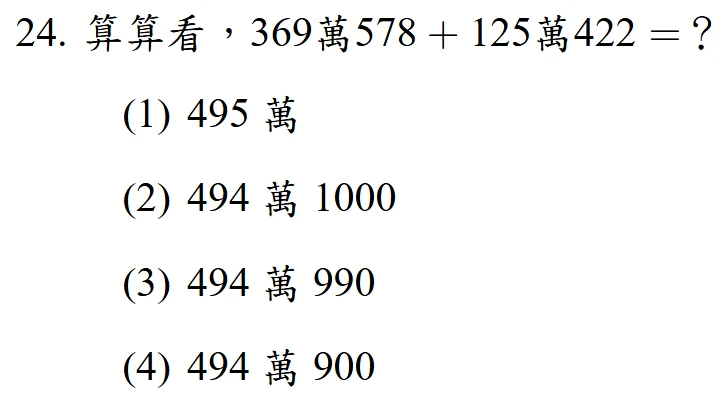 24. 算算看，369萬578 + 125萬422 = ?
(1) 495 萬
(2) 494 萬 1000
(3) 494 萬 990
(4) 494 萬 900